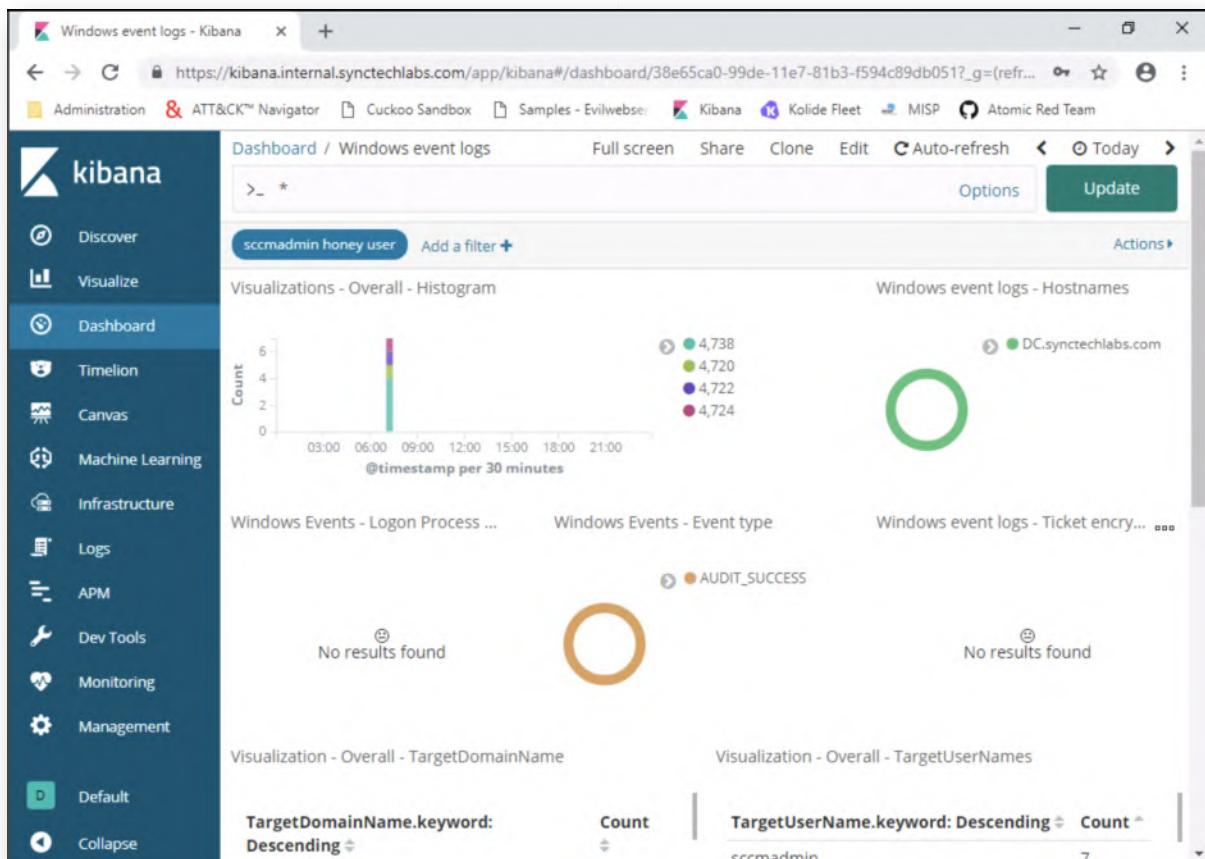 Windows event logs - Kibana
https://kibana.internal.synctechlabs.com/app/kibana#/dashboard/38e65ca0-99de-11e7-81b3-f594c89db051?_g=(refr...
Administration ATT&CK™ Navigator Cuckoo Sandbox Samples - Evilwebse Kibana Kolide Fleet MISP Atomic Red Team
kibana
Discover
Visualize
Dashboard
Timelion
Canvas
Machine Learning
Infrastructure
Logs
APM
Dev Tools
Monitoring
Management
D Default
Collapse
Dashboard / Windows event logs Full screen Share Clone Edit Auto-refresh Today
>_ * Options Update
sccmadmin honey user Add a filter + Actions
Visualizations - Overall - Histogram
Count
6
4
2
0
03:00 06:00 09:00 12:00 15:00 18:00 21:00
@timestamp per 30 minutes
4,738
4,720
4,722
4,724
Windows event logs - Hostnames
DC.synctechlabs.com
Windows Events - Logon Process ...
No results found
Windows Events - Event type
AUDIT_SUCCESS
Windows event logs - Ticket encry...
No results found
Visualization - Overall - TargetDomainName
TargetDomainName.keyword: Count
Descending
Visualization - Overall - TargetUserNames
TargetUserName.keyword: Descending Count
sccmadmin 7